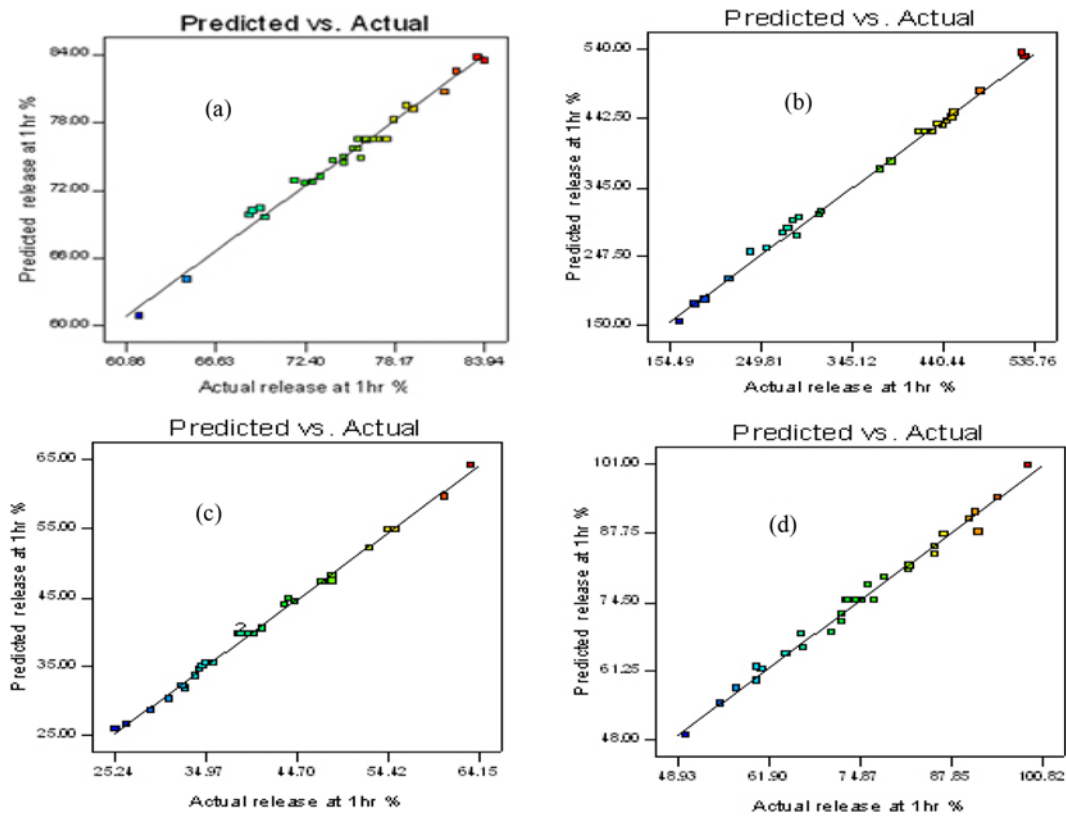 Predicted vs. Actual
(a)
Predicted release at 1hr %
84.00
78.00
72.00
66.00
60.00
60.86
66.63
72.40
78.17
83.94
Actual release at 1hr %
Predicted vs. Actual
(b)
Predicted release at 1hr %
540.00
442.50
345.00
247.50
150.00
154.49
249.81
345.12
440.44
535.76
Actual release at 1hr %
Predicted vs. Actual
(c)
Predicted release at 1hr %
65.00
55.00
45.00
35.00
25.00
2
25.24
34.97
44.70
54.42
64.15
Actual release at 1hr %
Predicted vs. Actual
(d)
Predicted release at 1hr %
101.00
87.75
74.50
61.25
48.00
48.93
61.90
74.87
87.85
100.82
Actual release at 1hr %